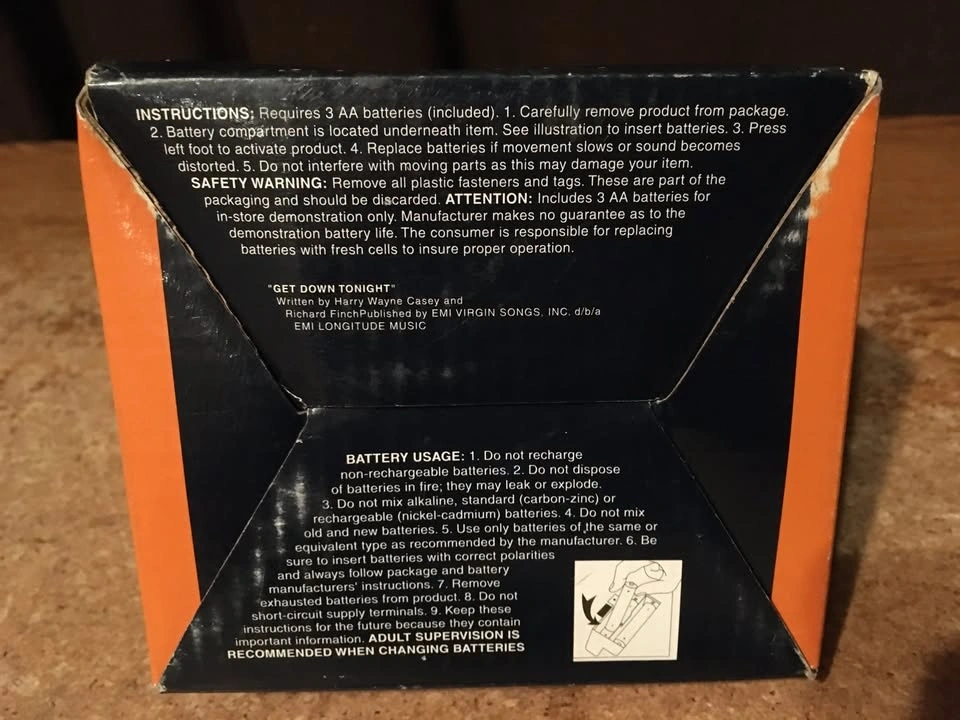 INSTRUCTIONS: Requires 3 AA batteries (included). 1. Carefully remove product from package.
2. Battery compartment is located underneath item. See illustration to insert batteries. 3. Press
left foot to activate product. 4. Replace batteries if movement slows or sound becomes
distorted. 5. Do not interfere with moving parts as this may damage your item.
SAFETY WARNING: Remove all plastic fasteners and tags. These are part of the
packaging and should be discarded. ATTENTION: Includes 3 AA batteries for
in-store demonstration only. Manufacturer makes no guarantee as to the
demonstration battery life. The consumer is responsible for replacing
batteries with fresh cells to insure proper operation.
"GET DOWN TONIGHT"
Written by Harry Wayne Casey and
Richard FinchPublished by EMI VIRGIN SONGS, INC. d/b/a
EMI LONGITUDE MUSIC
BATTERY USAGE: 1. Do not recharge
non-rechargeable batteries. 2. Do not dispose
of batteries in fire; they may leak or explode.
3. Do not mix alkaline, standard (carbon-zinc) or
rechargeable (nickel-cadmium) batteries. 4. Do not mix
old and new batteries. 5. Use only batteries of the same or
equivalent type as recommended by the manufacturer. 6. Be
sure to insert batteries with correct polarities
and always follow package and battery
manufacturers' instructions. 7. Remove
exhausted batteries from product. 8. Do not
short-circuit supply terminals. 9. Keep these
instructions for the future because they contain
important information. ADULT SUPERVISION IS
RECOMMENDED WHEN CHANGING BATTERIES